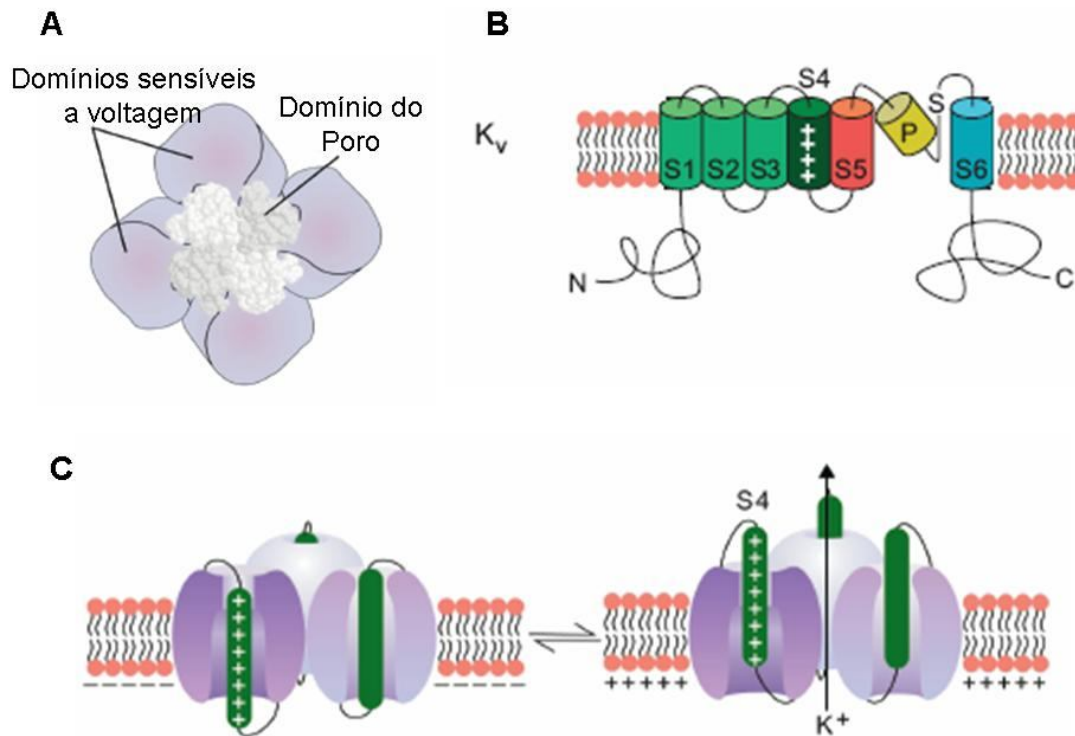 A
Domínios sensíveis
a voltagem
Domínio do
Poro
B
Kv
S4
+
+
+
+
S1
S2
S3
S5
P
S
S6
N
C
C
+
+
+
+
+
+
+
+
– – – – –
– – – – –
S4
+
+
+
+
+
+
+
+
+++++
+++++
K+